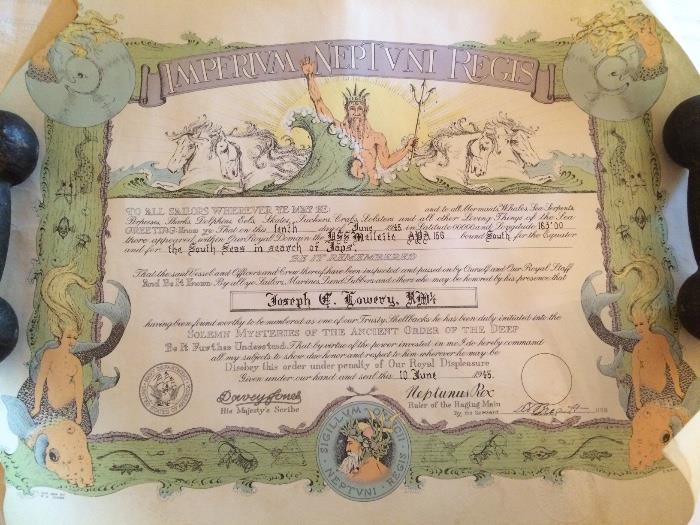 IMPERIVM NEPTVNI REGIS
TO ALL SAILORS WHEREVER YE MAY BE: and to all Mermaids, Whales, Sea Serpents,
Porpoises, Sharks, Dolphins, Eels, Skates, Suckers, Crabs, Lobsters and all other Living Things of the Sea
GREETING: Know ye: That on this tenth day of June 1945 in Latitude 00000 and Longitude 163°00
there appeared within Our Royal Domain the USS Mellette APA 156 bound South for the Equator
and for the South Seas in search of Japs.
BE IT REMEMBERED
That the said Vessel and Officers and Crew thereof have been inspected and passed on by Ourself and Our Royal Staff
And Be It Known: By all ye Sailors, Marines, Land Lubbers and others who may be honored by his presence that
Joseph E. Lowery,
having been found worthy to be numbered as one of our Trusty Shellbacks he has been duly initiated into the
SOLEMN MYSTERIES OF THE ANCIENT ORDER OF THE DEEP
Be It Further Understood: That by virtue of the power invested in me I do hereby command
all my subjects to show due honor and respect to him wherever he may be
Disobey this order under penalty of Our Royal Displeasure
Given under our hand and seal this 10 June 1945.
Davey Jones
His Majesty's Scribe
Neptunus Rex
Ruler of the Raging Main
By his Servant
USN
SIGILLVM MAGNI
NEPTVNI REGIS